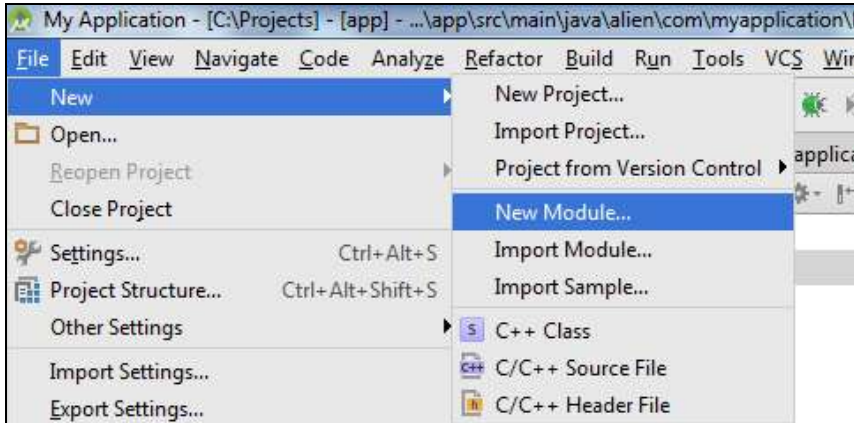 My Application - [C:\Projects] - [app] - ...\app\src\main\java\alien\com\myapplication\
File Edit View Navigate Code Analyze Refactor Build Run Tools VCS
New
Open...
Reopen Project
Close Project
Settings... Ctrl+Alt+S
Project Structure... Ctrl+Alt+Shift+S
Other Settings
Import Settings...
Export Settings...
New Project...
Import Project...
Project from Version Control
New Module...
Import Module...
Import Sample...
S C++ Class
C++ C/C++ Source File
h C/C++ Header File